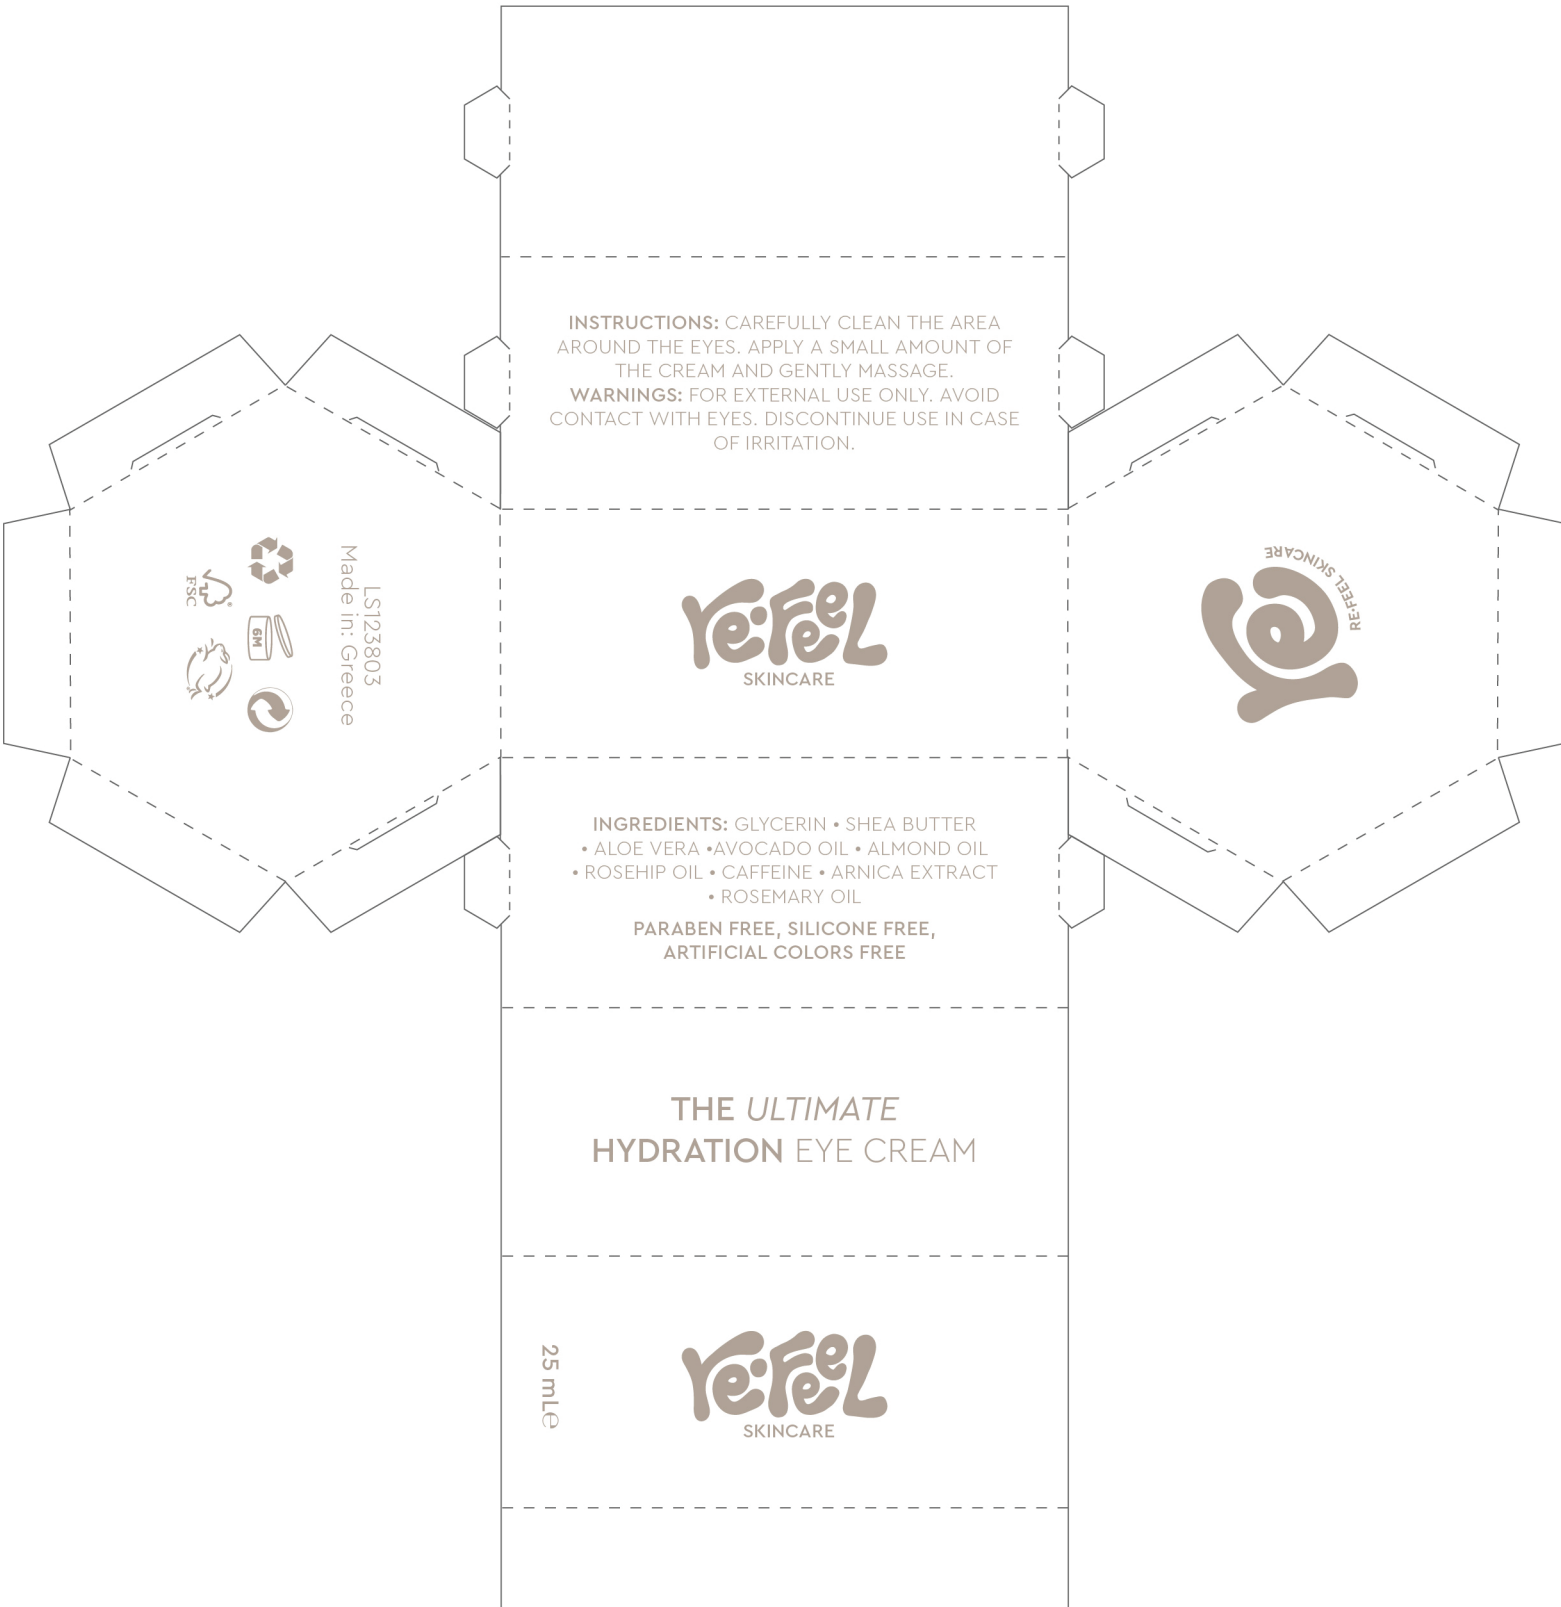 INSTRUCTIONS: CAREFULLY CLEAN THE AREA
AROUND THE EYES. APPLY A SMALL AMOUNT OF
THE CREAM AND GENTLY MASSAGE.
WARNINGS: FOR EXTERNAL USE ONLY. AVOID
CONTACT WITH EYES. DISCONTINUE USE IN CASE
OF IRRITATION.
LS123803
Made in: Greece
6M
FSC
®
re:FeeL
SKINCARE
re
RE•FEEL SKINCARE
INGREDIENTS: GLYCERIN • SHEA BUTTER
• ALOE VERA •AVOCADO OIL • ALMOND OIL
• ROSEHIP OIL • CAFFEINE • ARNICA EXTRACT
• ROSEMARY OIL
PARABEN FREE, SILICONE FREE,
ARTIFICIAL COLORS FREE
THE ULTIMATE
HYDRATION EYE CREAM
25 mL℮
re:FeeL
SKINCARE